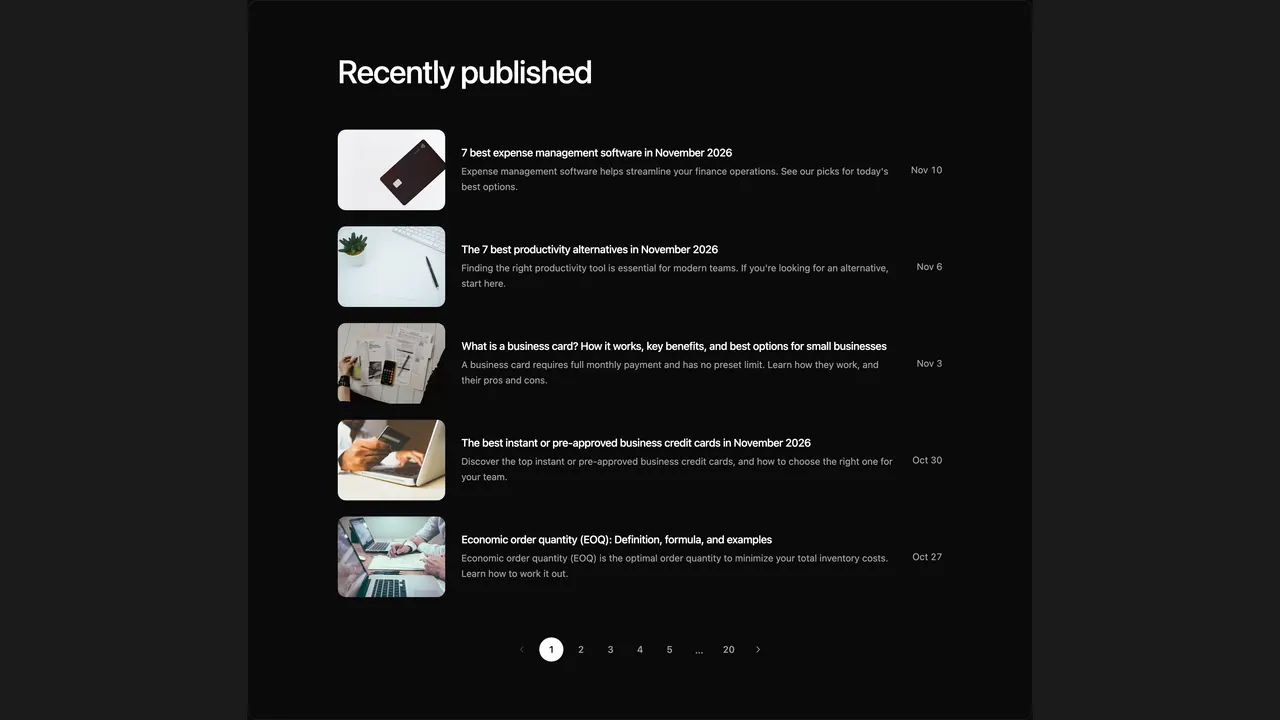 Recently published
7 best expense management software in November 2026
Expense management software helps streamline your finance operations. See our picks for today's
best options.
Nov 10
The 7 best productivity alternatives in November 2026
Finding the right productivity tool is essential for modern teams. If you're looking for an alternative,
start here.
Nov 6
What is a business card? How it works, key benefits, and best options for small businesses
A business card requires full monthly payment and has no preset limit. Learn how they work, and
their pros and cons.
Nov 3
The best instant or pre-approved business credit cards in November 2026
Discover the top instant or pre-approved business credit cards, and how to choose the right one for
your team.
Oct 30
Economic order quantity (EOQ): Definition, formula, and examples
Economic order quantity (EOQ) is the optimal order quantity to minimize your total inventory costs.
Learn how to work it out.
Oct 27
1 2 3 4 5 ... 20